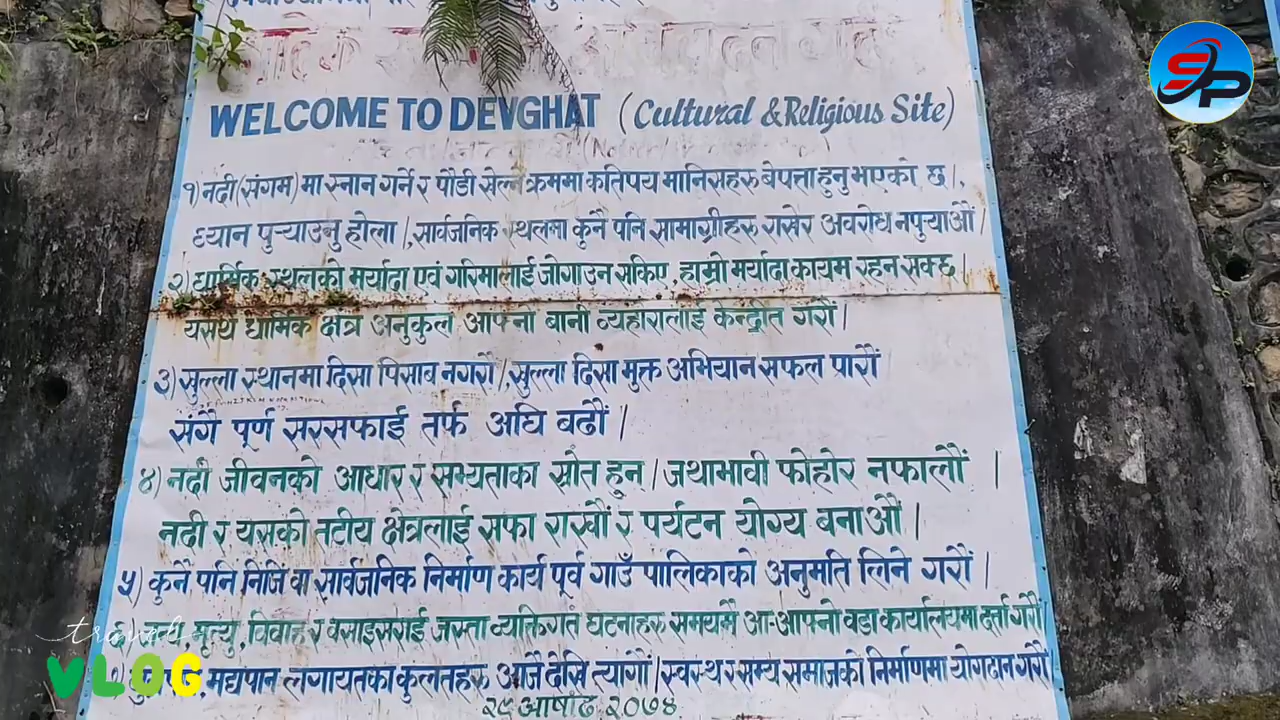 SP
WELCOME TO DEVGHAT (Cultural & Religious Site)
१) नदी (संगम) मा स्नान गर्ने र पौडी खेल्ने क्रममा कतिपय मानिसहरु बेपत्ता हुनु भएको छ ।,
ध्यान पुर्‍याउनु होला ।, सार्वजनिक स्थलमा कुनै पनि सामाग्रीहरु राखेर अवरोध नपुर्‍याऔं ।
२) धार्मिक स्थलको मर्यादा एवं गरिमालाई जोगाउन सकिए, हाम्रो मर्यादा कायम रहन सक्छ ।
यसर्थ धार्मिक क्षेत्र अनुकुल आफ्नो बानी व्यहारालाई केन्द्रीत गरौं ।
३) खुल्ला स्थानमा दिसा पिसाव नगरौं ।, खुल्ला दिसा मुक्त अभियान सफल पारौं
संगै पूर्ण सरसफाई तर्फ अघि बढौं ।
४) नदी जीवनको आधार र सभ्यताका स्रोत हुन् । जथाभावी फोहोर नफालौं ।
नदी र यसको तटीय क्षेत्रलाई सफा राखौं र पर्यटन योग्य बनाऔं ।
५) कुनै पनि निजि वा सार्वजनिक निर्माण कार्य पूर्व गाउँ पालिकाको अनुमति लिने गरौं ।
६) जन्म, मृत्यु, विवाह र वसाइसराई जस्ता व्यक्तिगत घटनाहरु समयमै आ-आफ्नो वडा कार्यालयमा दर्ता गरौं
मद्यपान लगायतका कुलतहरु आजै देखि त्यागौं । स्वस्थ र सभ्य समाजको निर्माणमा योगदान गरौं
२९ आषाढ २०७४
travel
VLOG